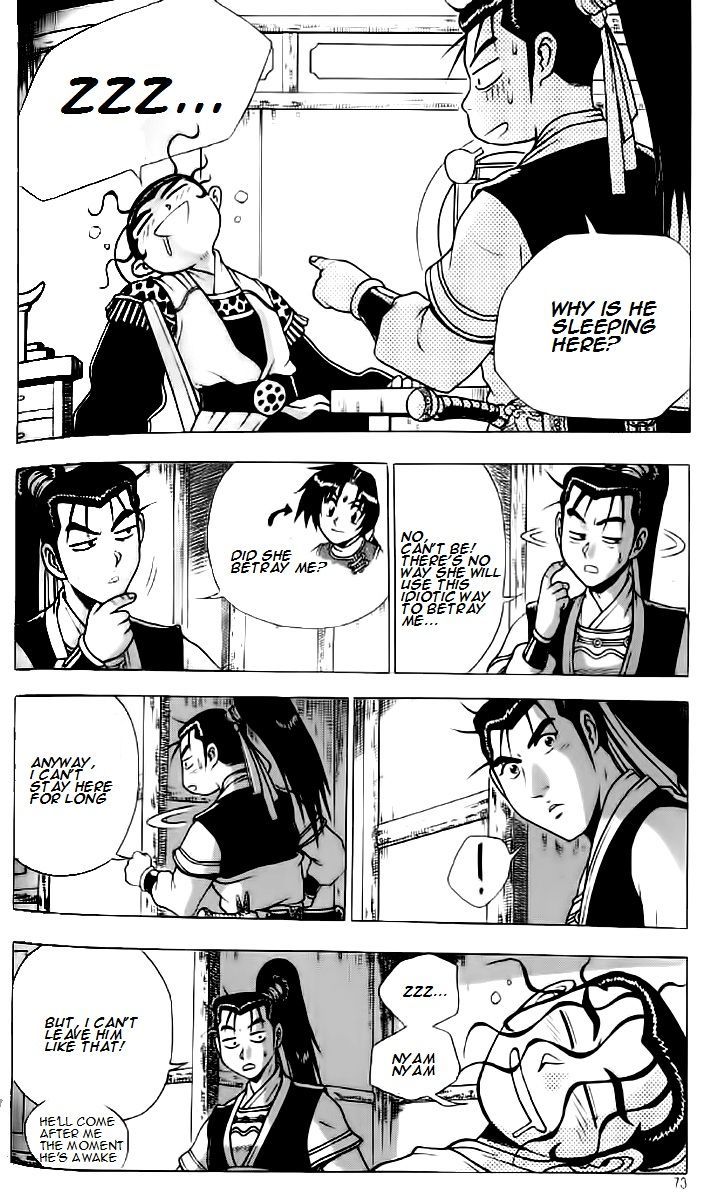 ZZZ...
WHY IS HE
SLEEPING
HERE?
DID SHE
BETRAY ME?
NO,
CAN'T BE!
THERE'S NO
WAY SHE WILL
USE THIS
IDIOTIC WAY
TO BETRAY
ME...
ANYWAY,
I CAN'T
STAY HERE
FOR LONG
!
BUT, I CAN'T
LEAVE HIM
LIKE THAT!
HE'LL COME
AFTER ME
THE MOMENT
HE'S AWAKE
ZZZ...
NYAM
NYAM
73